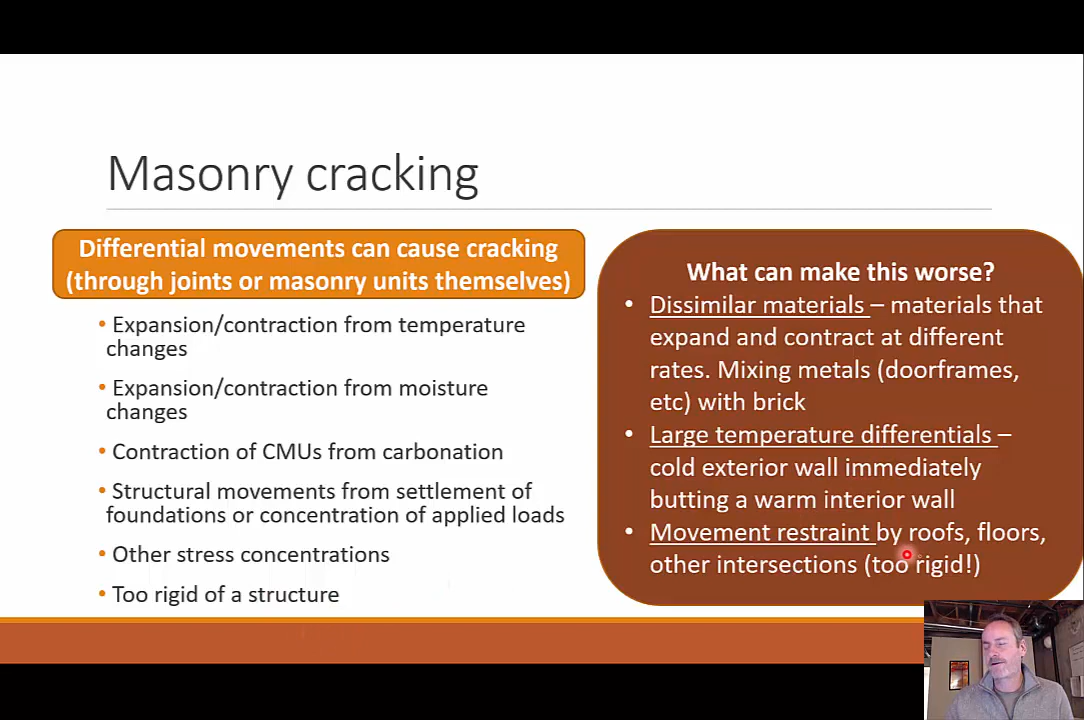 Masonry cracking
Differential movements can cause cracking
(through joints or masonry units themselves)
• Expansion/contraction from temperature
changes
• Expansion/contraction from moisture
changes
• Contraction of CMUs from carbonation
• Structural movements from settlement of
foundations or concentration of applied loads
• Other stress concentrations
• Too rigid of a structure
What can make this worse?
• Dissimilar materials – materials that
expand and contract at different
rates. Mixing metals (doorframes,
etc) with brick
• Large temperature differentials –
cold exterior wall immediately
butting a warm interior wall
• Movement restraint by roofs, floors,
other intersections (too rigid!)